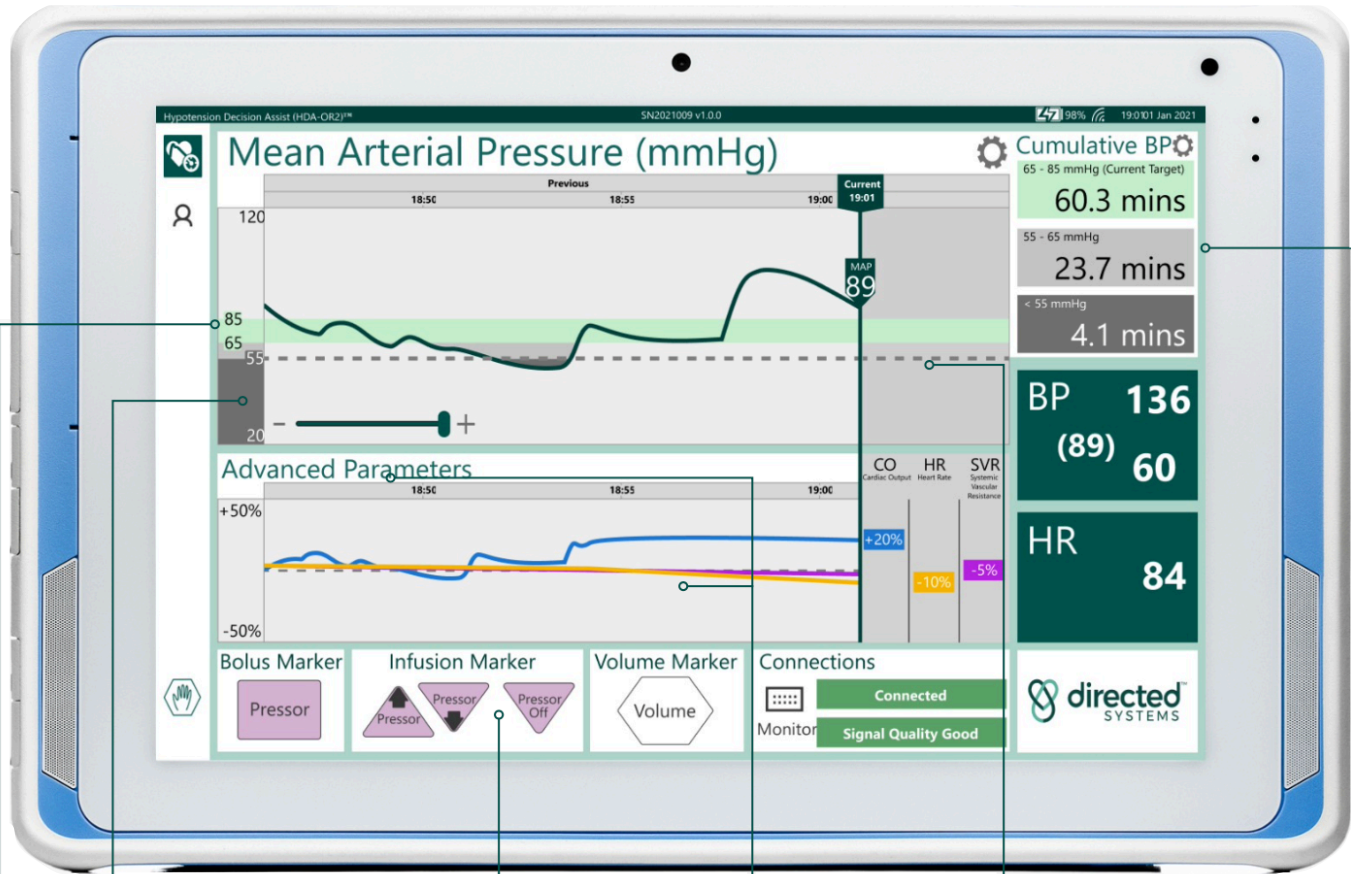 Hypotension Decision Assist (HDA-OR2)™
SN2021009 v1.0.0
98%
19:0101 Jan 2021
Mean Arterial Pressure (mmHg)
Previous
Current
18:50
18:55
19:00
19:01
120
85
65
55
20
MAP
89
− +
Cumulative BP
65 - 85 mmHg (Current Target)
60.3 mins
55 - 65 mmHg
23.7 mins
< 55 mmHg
4.1 mins
BP 136
(89)
60
HR
84
Advanced Parameters
18:50
18:55
19:00
+50%
-50%
CO
Cardiac Output
HR
Heart Rate
SVR
Systemic
Vascular
Resistance
+20%
-10%
-5%
Bolus Marker
Pressor
Infusion Marker
Pressor
Pressor
Pressor
Off
Volume Marker
Volume
Connections
Monitor
Connected
Signal Quality Good
directed™
SYSTEMS